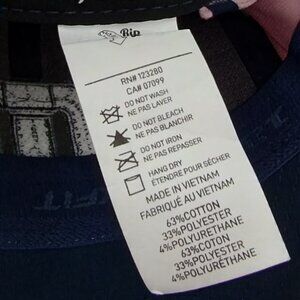 Rip
RN# 123280
CA# 07099
DO NOT WASH
NE PAS LAVER
DO NOT BLEACH
NE PAS BLANCHIR
DO NOT IRON
NE PAS REPASSER
HANG DRY
ÉTENDRE POUR SÉCHER
MADE IN VIETNAM
FABRIQUÉ AU VIETNAM
63% COTTON
33% POLYESTER
4% POLYURETHANE
63% COTON
33% POLYESTER
4% POLYURÉTHANE